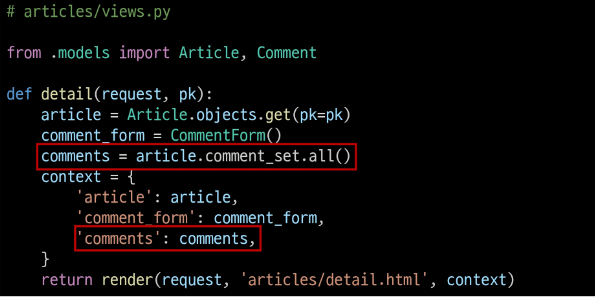 # articles/views.py
from .models import Article, Comment
def detail(request, pk):
    article = Article.objects.get(pk=pk)
    comment_form = CommentForm()
    comments = article.comment_set.all()
    context = {
        'article': article,
        'comment_form': comment_form,
        'comments': comments,
    }
    return render(request, 'articles/detail.html', context)